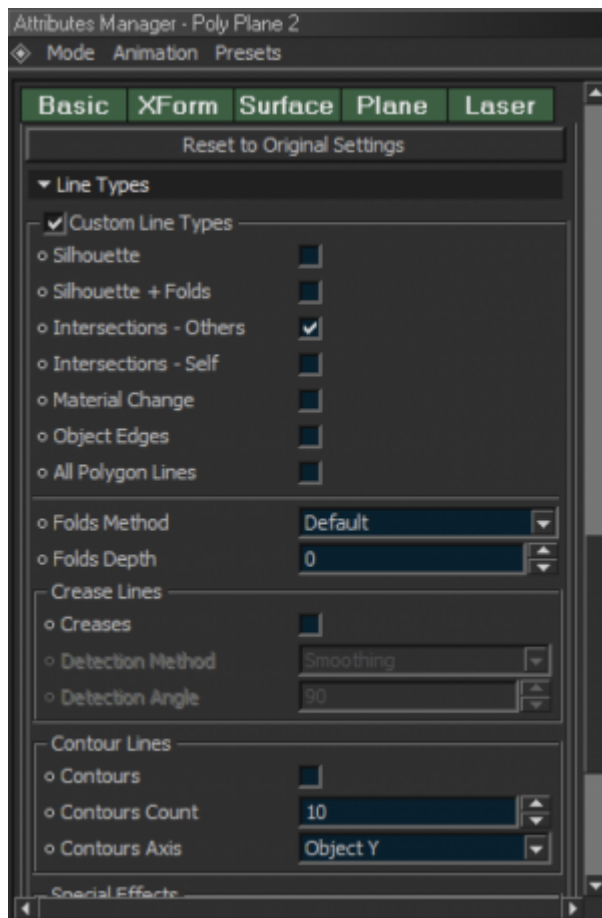 Attributes Manager - Poly Plane 2
Mode Animation Presets
Basic XForm Surface Plane Laser
Reset to Original Settings
Line Types
Custom Line Types
Silhouette
Silhouette + Folds
Intersections - Others
Intersections - Self
Material Change
Object Edges
All Polygon Lines
Folds Method Default
Folds Depth 0
Crease Lines
Creases
Detection Method Smoothing
Detection Angle 90
Contour Lines
Contours
Contours Count 10
Contours Axis Object Y
Special Effects